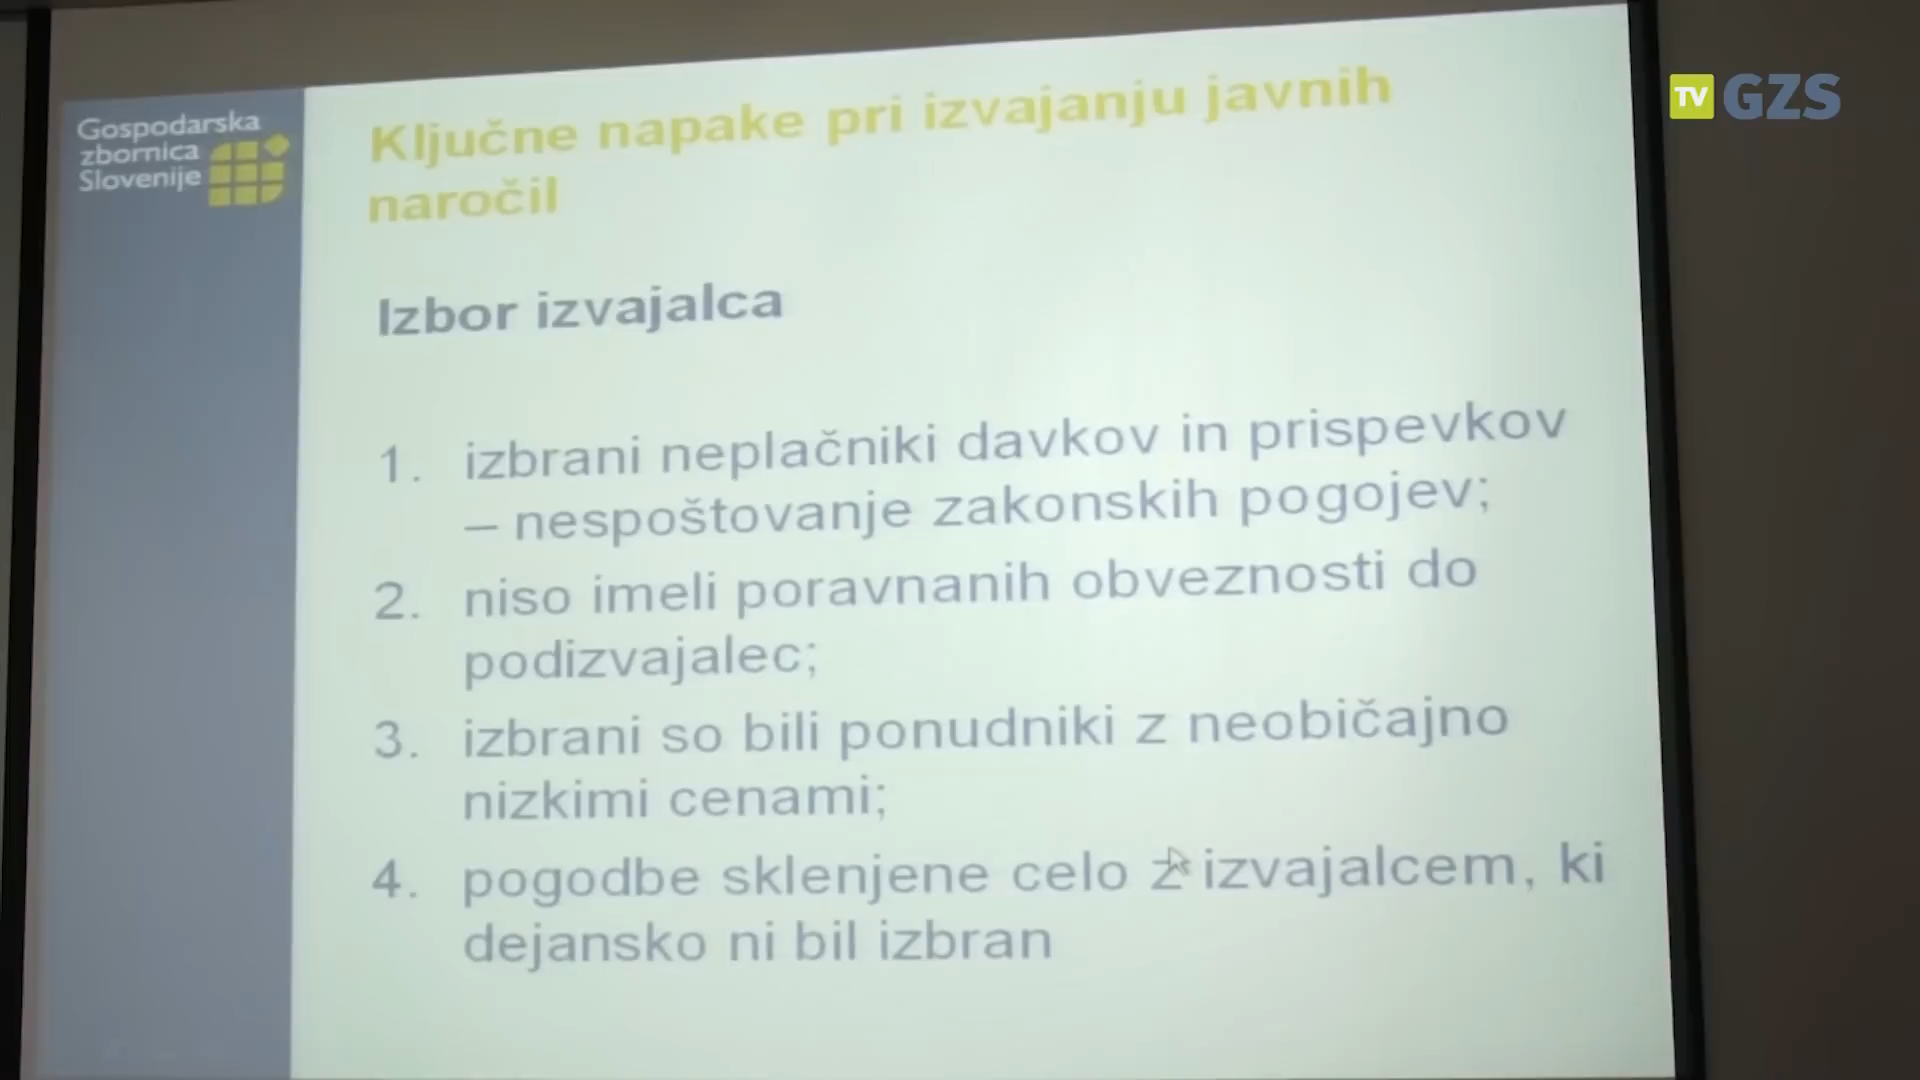 Gospodarska
zbornica
Slovenije
TV GZS
Ključne napake pri izvajanju javnih
naročil
Izbor izvajalca
1. izbrani neplačniki davkov in prispevkov
– nespoštovanje zakonskih pogojev;
2. niso imeli poravnanih obveznosti do
podizvajalec;
3. izbrani so bili ponudniki z neobičajno
nizkimi cenami;
4. pogodbe sklenjene celo z izvajalcem, ki
dejansko ni bil izbran